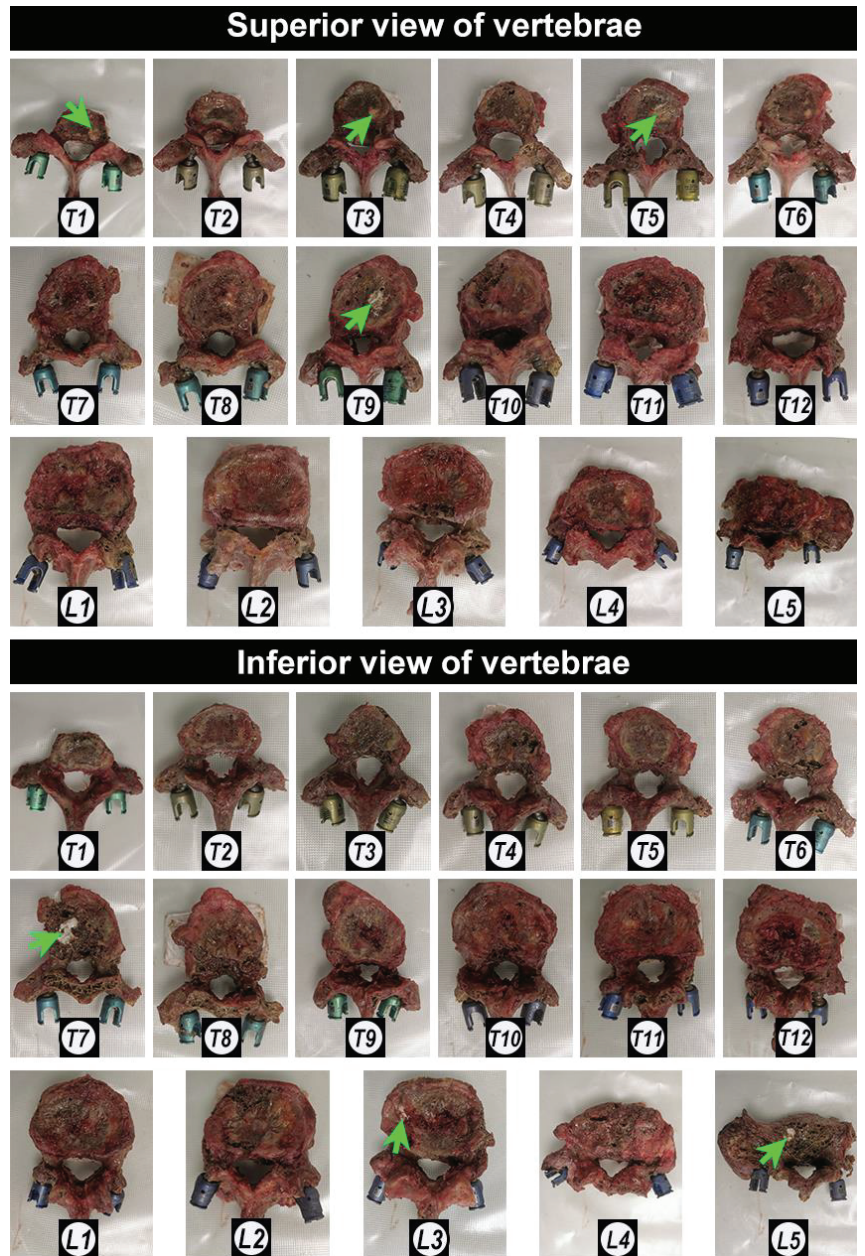 Superior view of vertebrae
T1 T2 T3 T4 T5 T6
T7 T8 T9 T10 T11 T12
L1 L2 L3 L4 L5
Inferior view of vertebrae
T1 T2 T3 T4 T5 T6
T7 T8 T9 T10 T11 T12
L1 L2 L3 L4 L5